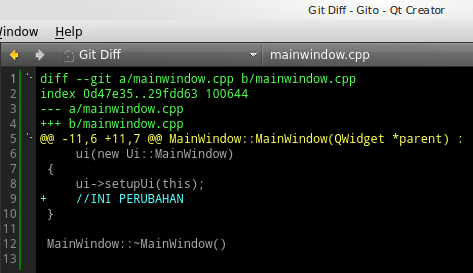 Git Diff - Gito - Qt Creator
Window Help
Git Diff mainwindow.cpp
1 diff --git a/mainwindow.cpp b/mainwindow.cpp
2 index 0d47e35..29fdd63 100644
3 --- a/mainwindow.cpp
4 +++ b/mainwindow.cpp
5 @@ -11,6 +11,7 @@ MainWindow::MainWindow(QWidget *parent) :
6 ui(new Ui::MainWindow)
7 {
8 ui->setupUi(this);
9 + //INI PERUBAHAN
10 }
11
12 MainWindow::~MainWindow()
13